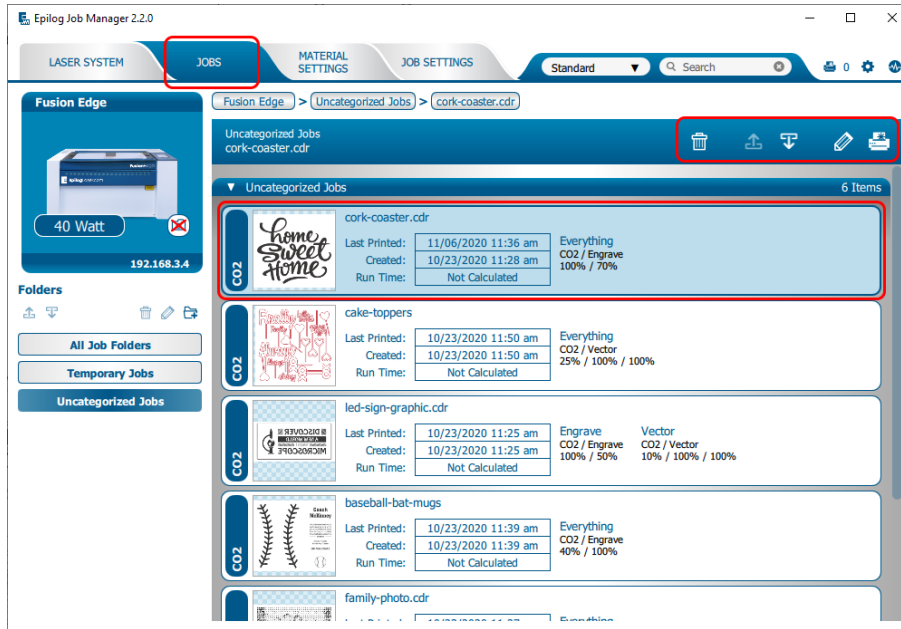 Epilog Job Manager 2.2.0
LASER SYSTEM
JOBS
MATERIAL
SETTINGS
JOB SETTINGS
Standard
Search
0
Fusion Edge
40 Watt
192.168.3.4
Folders
All Job Folders
Temporary Jobs
Uncategorized Jobs
Fusion Edge > Uncategorized Jobs > cork-coaster.cdr
Uncategorized Jobs
cork-coaster.cdr
Uncategorized Jobs 6 Items
CO2
home
Sweet
Home
cork-coaster.cdr
Last Printed: 11/06/2020 11:36 am
Created: 10/23/2020 11:28 am
Run Time: Not Calculated
Everything
CO2 / Engrave
100% / 70%
CO2
cake-toppers
Last Printed: 10/23/2020 11:50 am
Created: 10/23/2020 11:50 am
Run Time: Not Calculated
Everything
CO2 / Vector
25% / 100% / 100%
CO2
DISCOVER
A NEW WORLD
MICROSCOPE
led-sign-graphic.cdr
Last Printed: 10/23/2020 11:25 am
Created: 10/23/2020 11:25 am
Run Time: Not Calculated
Engrave
CO2 / Engrave
100% / 50%
Vector
CO2 / Vector
10% / 100% / 100%
CO2
Coach
McKinney
baseball-bat-mugs
Last Printed: 10/23/2020 11:39 am
Created: 10/23/2020 11:39 am
Run Time: Not Calculated
Everything
CO2 / Engrave
40% / 100%
family-photo.cdr